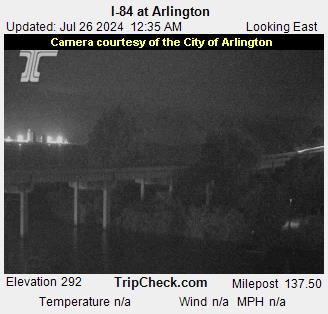 I-84 at Arlington
Updated: Jul 26 2024 12:35 AM Looking East
Camera courtesy of the City of Arlington
Elevation 292 TripCheck.com Milepost 137.50
Temperature n/a Wind n/a MPH n/a